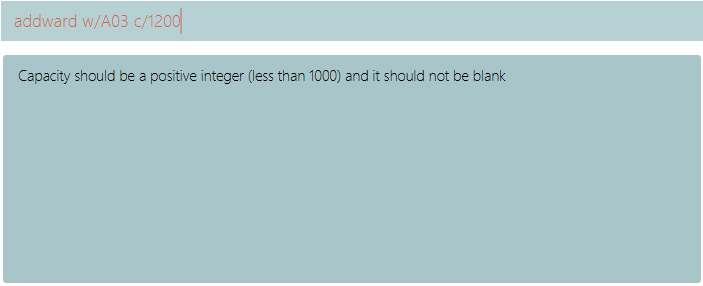 addward w/A03 c/1200
Capacity should be a positive integer (less than 1000) and it should not be blank